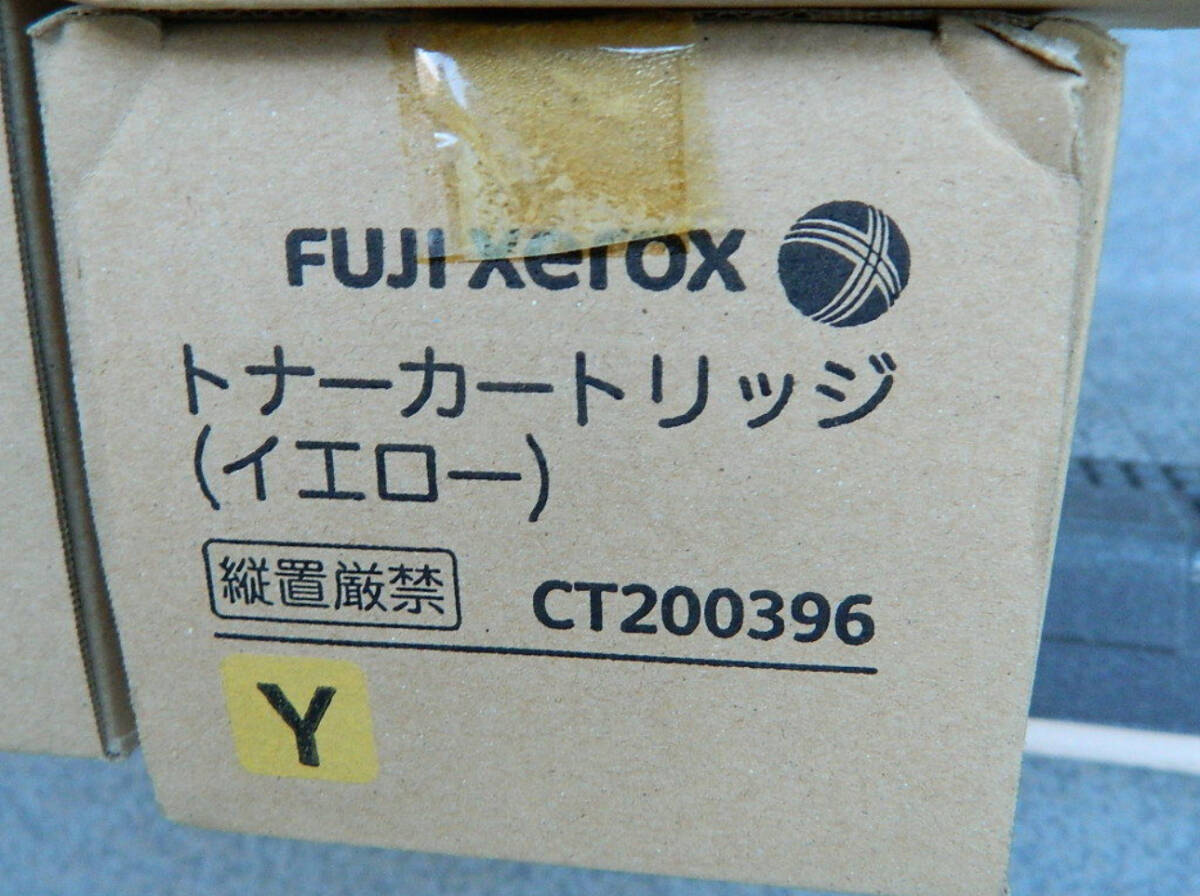 FUJI xerox
トナーカートリッジ
(イエロー)
縦置厳禁 CT200396
Y